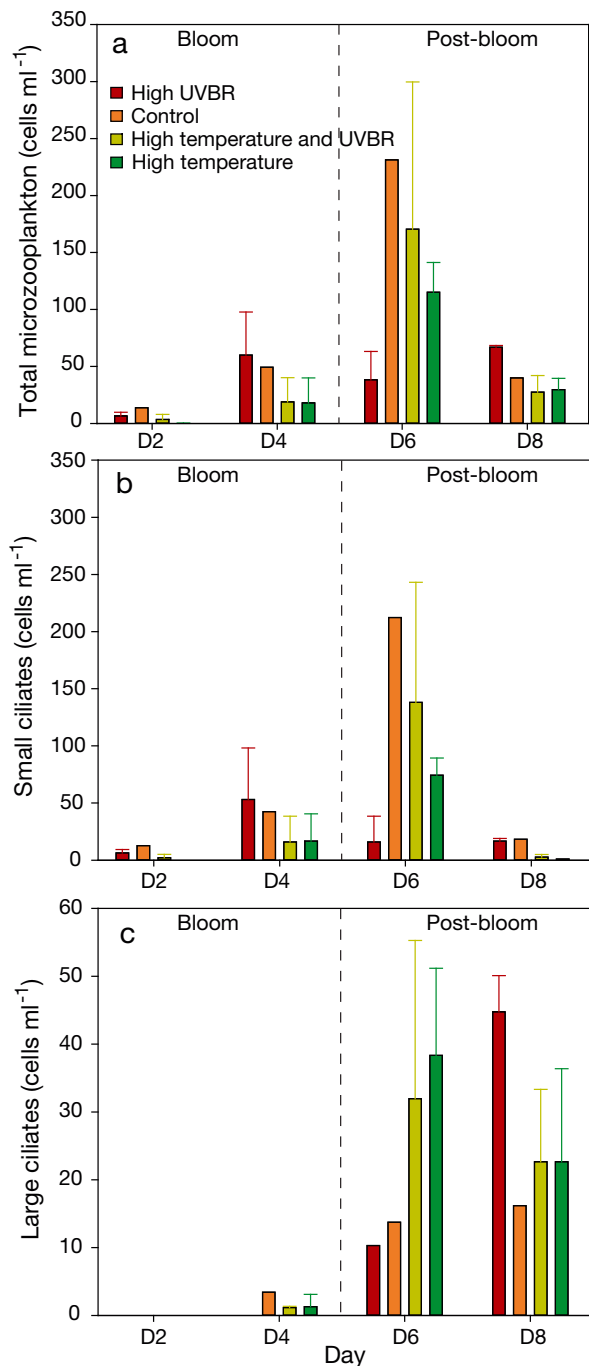 a
Bloom
Post-bloom
High UVBR
Control
High temperature and UVBR
High temperature
Total microzooplankton (cells ml⁻¹)
350
300
250
200
150
100
50
0
D2
D4
D6
D8
b
Bloom
Post-bloom
Small ciliates (cells ml⁻¹)
350
300
250
200
150
100
50
0
D2
D4
D6
D8
c
Bloom
Post-bloom
Large ciliates (cells ml⁻¹)
60
50
40
30
20
10
0
D2
D4
D6
D8
Day